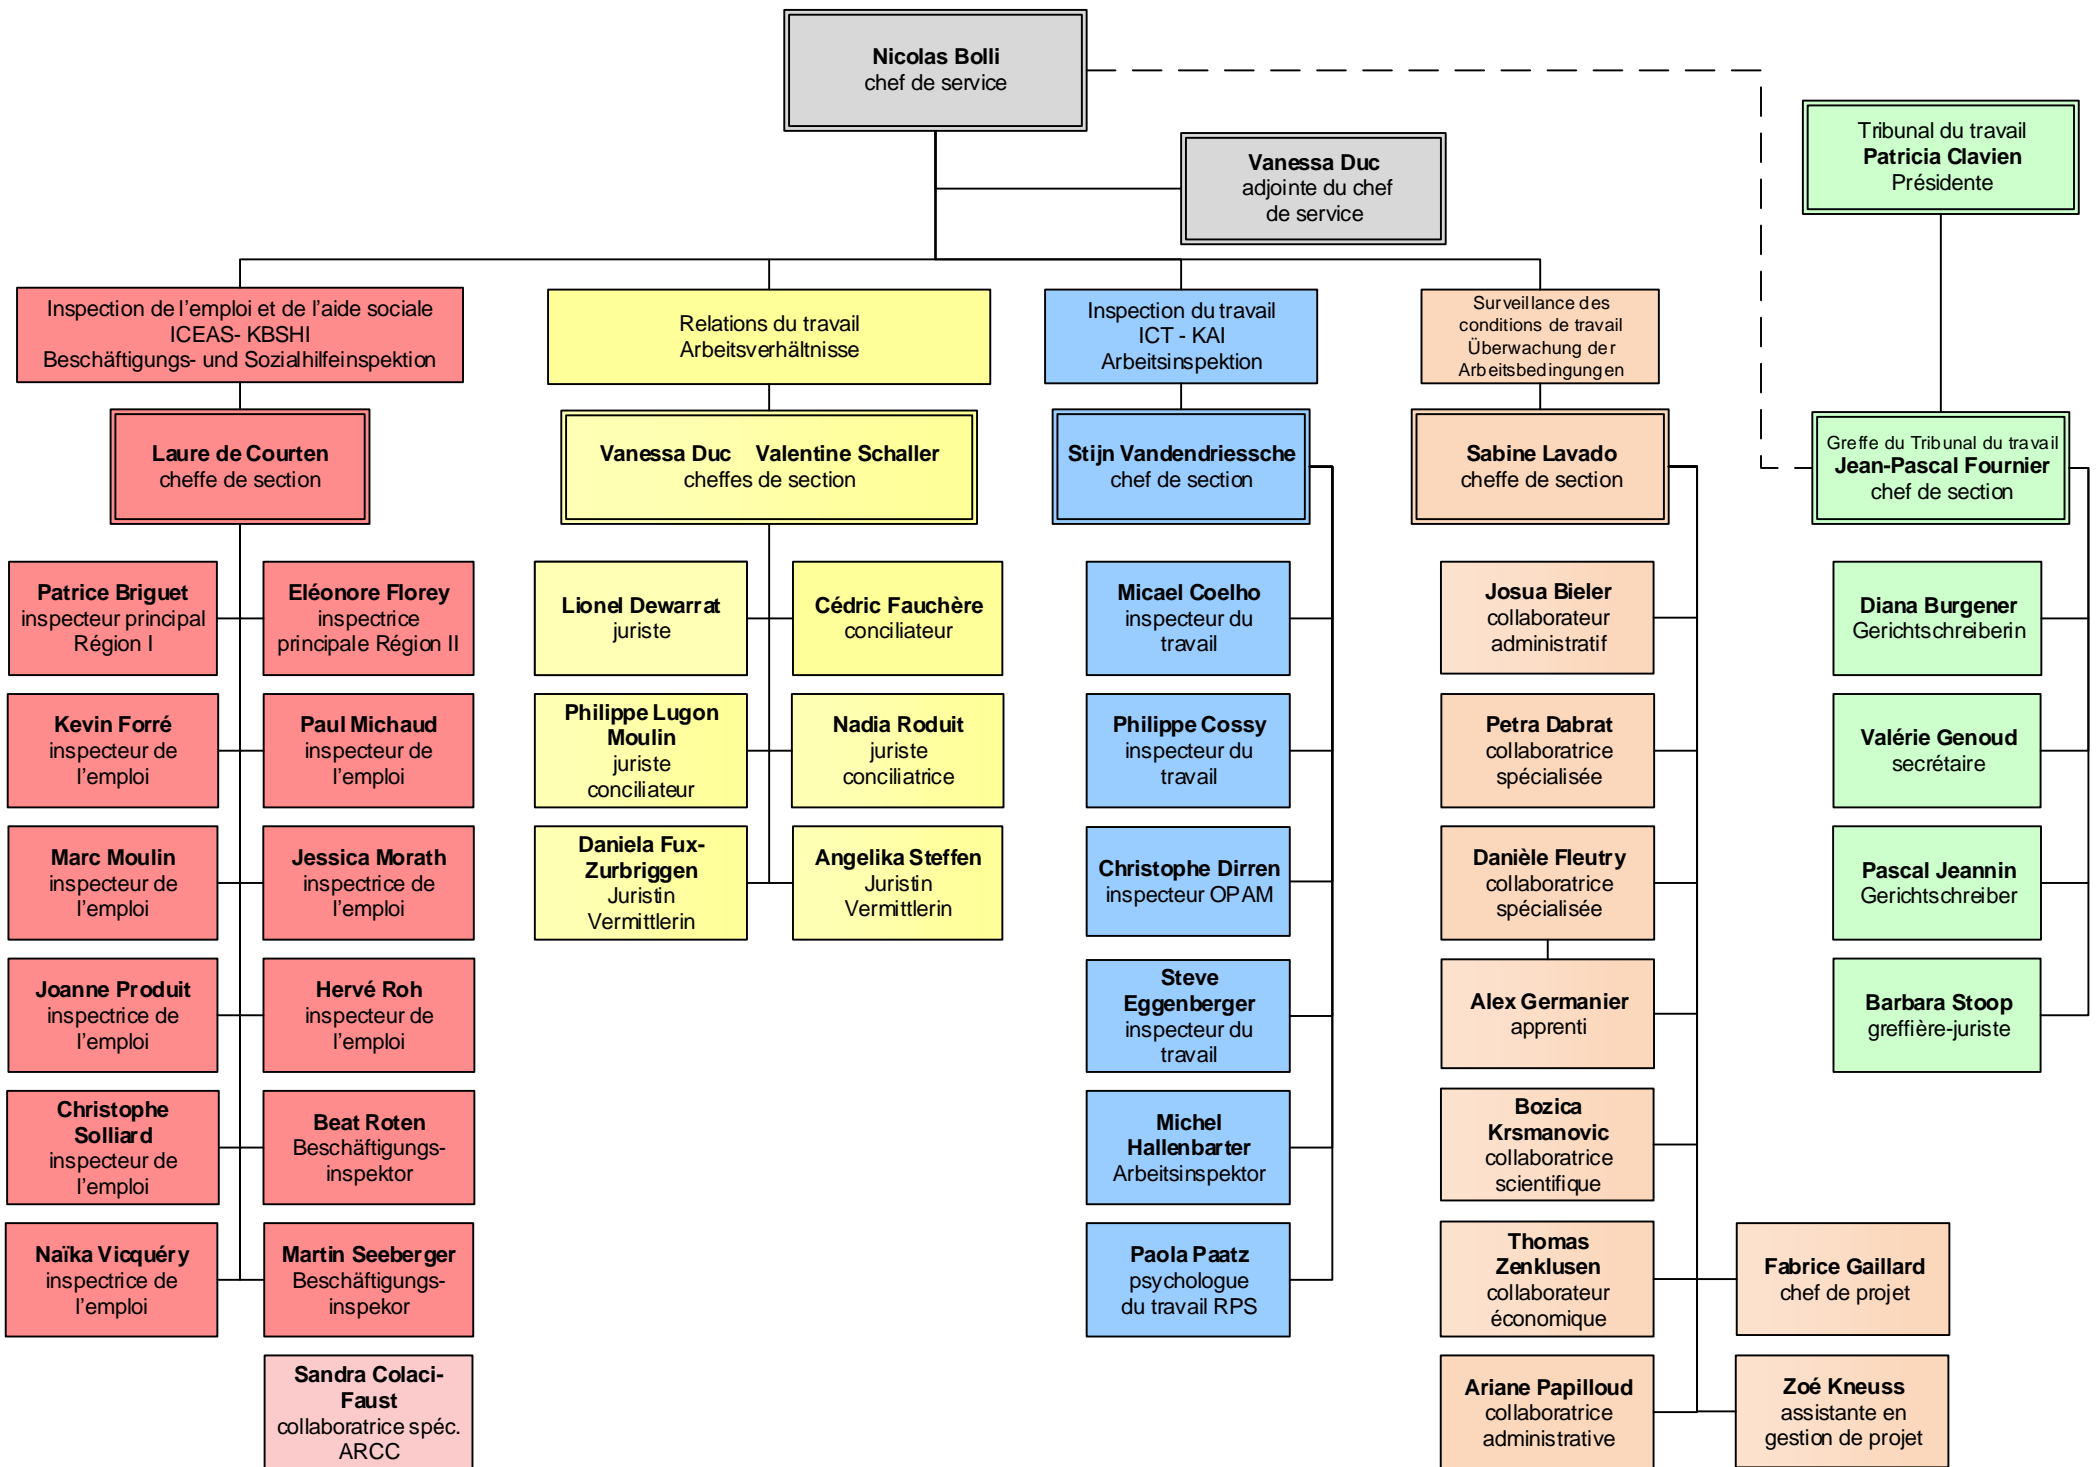 Nicolas Bolli
chef de service
Vanessa Duc
adjointe du chef
de service
Tribunal du travail
Patricia Clavien
Présidente
Inspection de l'emploi et de l'aide sociale
ICEAS- KBSHI
Beschäftigungs- und Sozialhilfeinspektion
Relations du travail
Arbeitsverhältnisse
Inspection du travail
ICT - KAI
Arbeitsinspektion
Surveillance des
conditions de travail
Überwachung der
Arbeitsbedingungen
Laure de Courten
cheffe de section
Vanessa Duc Valentine Schaller
cheffes de section
Stijn Vandendriessche
chef de section
Sabine Lavado
cheffe de section
Greffe du Tribunal du travail
Jean-Pascal Fournier
chef de section
Patrice Briguet
inspecteur principal
Région I
Eléonore Florey
inspectrice
principale Région II
Lionel Dewarrat
juriste
Cédric Fauchère
conciliateur
Micael Coelho
inspecteur du
travail
Josua Bieler
collaborateur
administratif
Diana Burgener
Gerichtschreiberin
Kevin Forré
inspecteur de
l'emploi
Paul Michaud
inspecteur de
l'emploi
Philippe Lugon
Moulin
juriste
conciliateur
Nadia Roduit
juriste
conciliatrice
Philippe Cossy
inspecteur du
travail
Petra Dabrat
collaboratrice
spécialisée
Valérie Genoud
secrétaire
Marc Moulin
inspecteur de
l'emploi
Jessica Morath
inspectrice de
l'emploi
Daniela Fux-
Zurbriggen
Juristin
Vermittlerin
Angelika Steffen
Juristin
Vermittlerin
Christophe Dirren
inspecteur OPAM
Danièle Fleutry
collaboratrice
spécialisée
Pascal Jeannin
Gerichtschreiber
Joanne Produit
inspectrice de
l'emploi
Hervé Roh
inspecteur de
l'emploi
Steve
Eggenberger
inspecteur du
travail
Alex Germanier
apprenti
Barbara Stoop
greffière-juriste
Christophe
Solliard
inspecteur de
l'emploi
Beat Roten
Beschäftigungs-
inspektor
Michel
Hallenbarter
Arbeitsinspektor
Bozica
Krsmanovic
collaboratrice
scientifique
Naïka Vicquéry
inspectrice de
l'emploi
Martin Seeberger
Beschäftigungs-
inspekor
Paola Paatz
psychologue
du travail RPS
Thomas
Zenklusen
collaborateur
économique
Fabrice Gaillard
chef de projet
Sandra Colaci-
Faust
collaboratrice spéc.
ARCC
Ariane Papilloud
collaboratrice
administrative
Zoé Kneuss
assistante en
gestion de projet